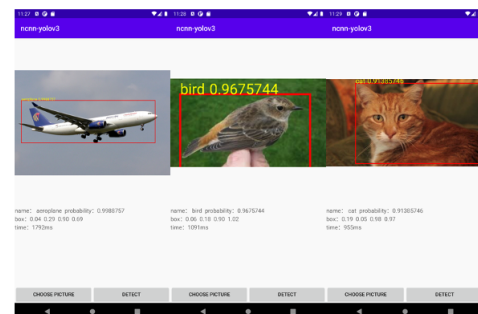 11:27
ncnn-yolov3
name: aeroplane probability: 0.9988757
box: 0.04 0.29 0.90 0.69
time: 1792ms
CHOOSE PICTURE DETECT
11:28
ncnn-yolov3
bird 0.9675744
name: bird probability: 0.9675744
box: 0.06 0.18 0.90 1.02
time: 1091ms
CHOOSE PICTURE DETECT
11:29
ncnn-yolov3
cat 0.91385746
name: cat probability: 0.91385746
box: 0.19 0.05 0.98 0.97
time: 955ms
CHOOSE PICTURE DETECT